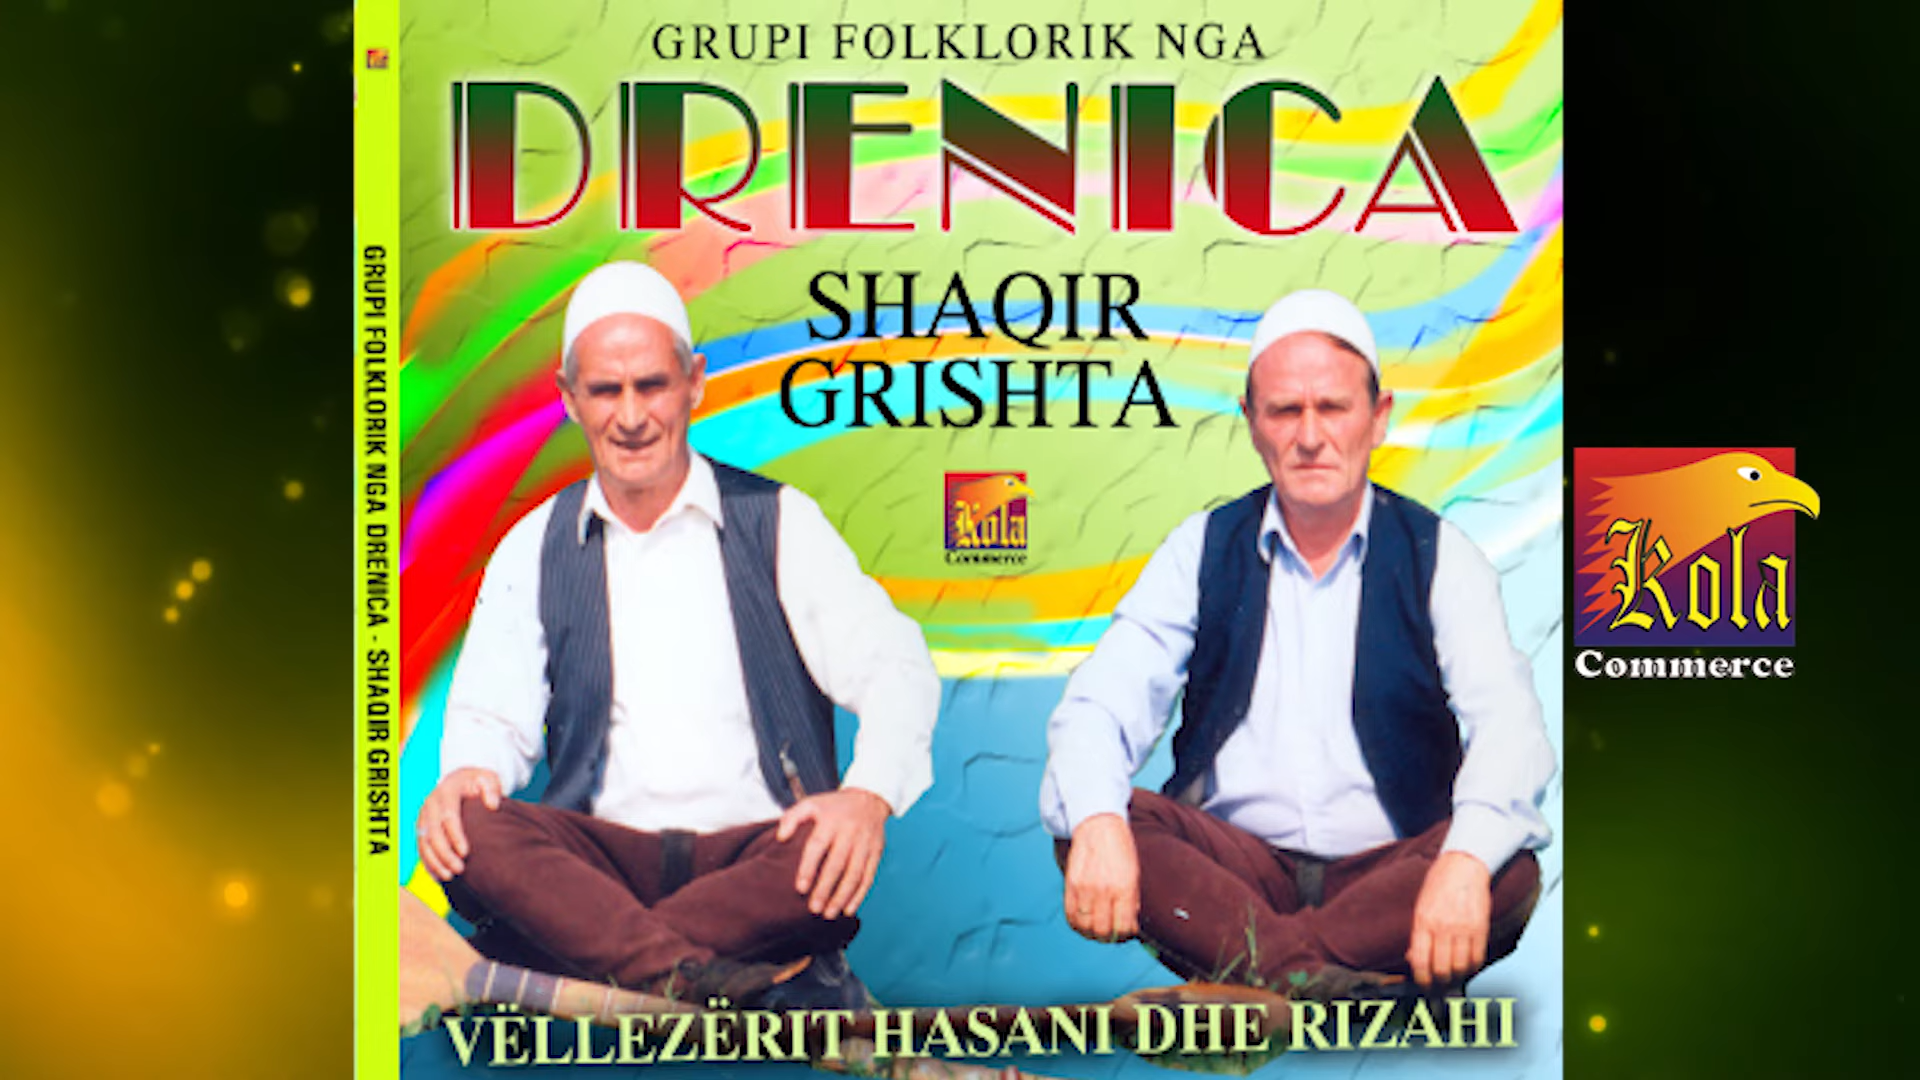 GRUPI FOLKLORIK NGA
DRENICA
SHAQIR
GRISHTA
Kola
Commerce
VËLLEZËRIT HASANI DHE RIZAHI
GRUPI FOLKLORIK NGA DRENICA - SHAQIR GRISHTA
Kola
Commerce